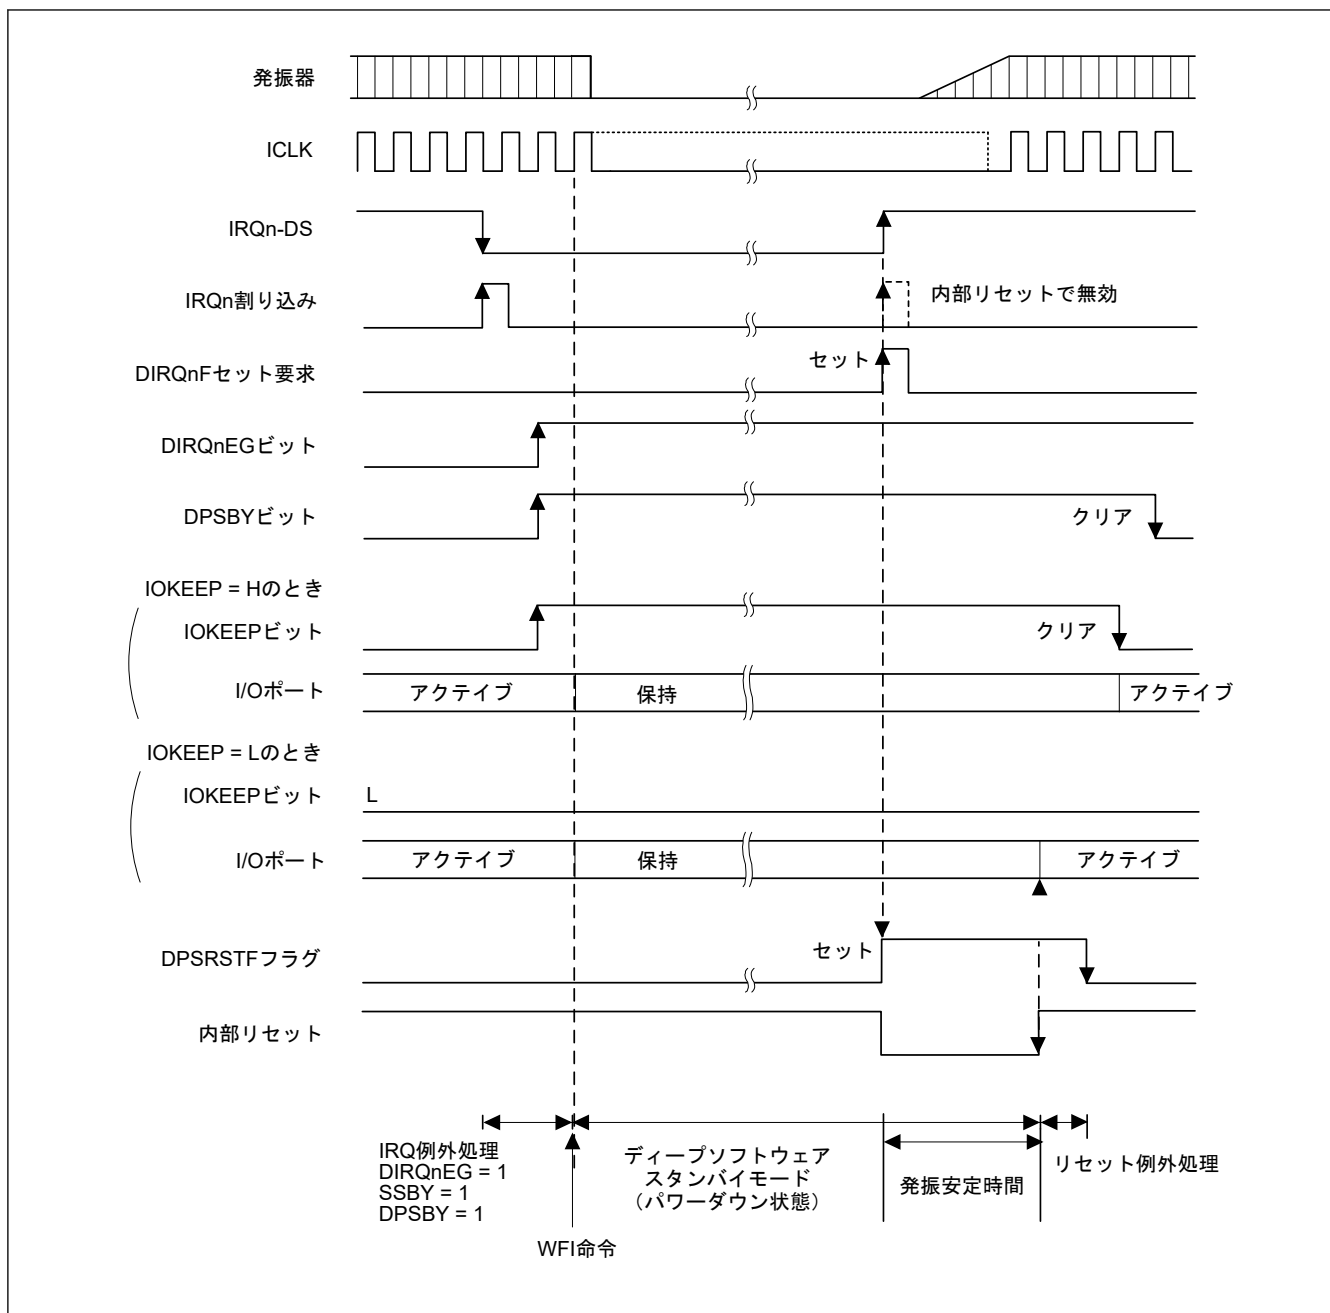 発振器
ICLK
IRQn-DS
IRQn割り込み
内部リセットで無効
DIRQnFセット要求
セット
DIRQnEGビット
DPSBYビット
クリア
IOKEEP = Hのとき
IOKEEPビット
クリア
I/Oポート
アクティブ
保持
アクティブ
IOKEEP = Lのとき
IOKEEPビット
L
I/Oポート
アクティブ
保持
アクティブ
DPSRSTFフラグ
セット
内部リセット
IRQ例外処理
DIRQnEG = 1
SSBY = 1
DPSBY = 1
WFI命令
ディープソフトウェア
スタンバイモード
（パワーダウン状態）
発振安定時間
リセット例外処理